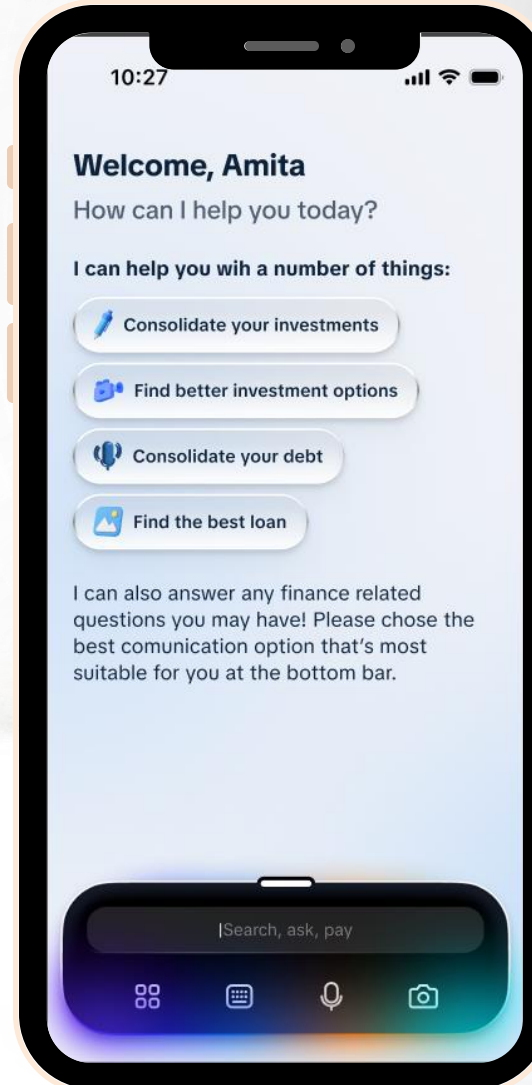 10:27
Welcome, Amita
How can I help you today?
I can help you wih a number of things:
Consolidate your investments
Find better investment options
Consolidate your debt
Find the best loan
I can also answer any finance related
questions you may have! Please chose the
best comunication option that's most
suitable for you at the bottom bar.
Search, ask, pay